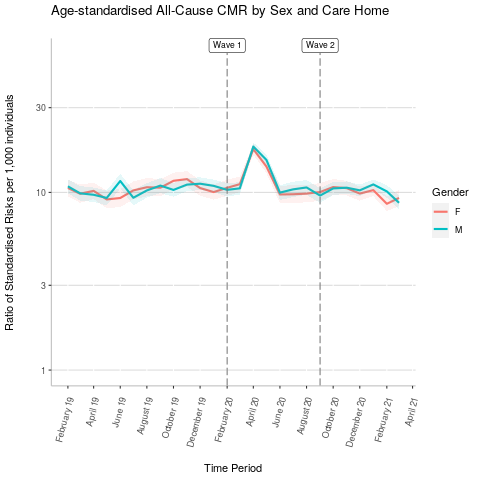 Age-standardised All-Cause CMR by Sex and Care Home
Wave 1
Wave 2
Ratio of Standardised Risks per 1,000 individuals
30
10
3
1
Gender
F
M
February 19
April 19
June 19
August 19
October 19
December 19
February 20
April 20
June 20
August 20
October 20
December 20
February 21
April 21
Time Period